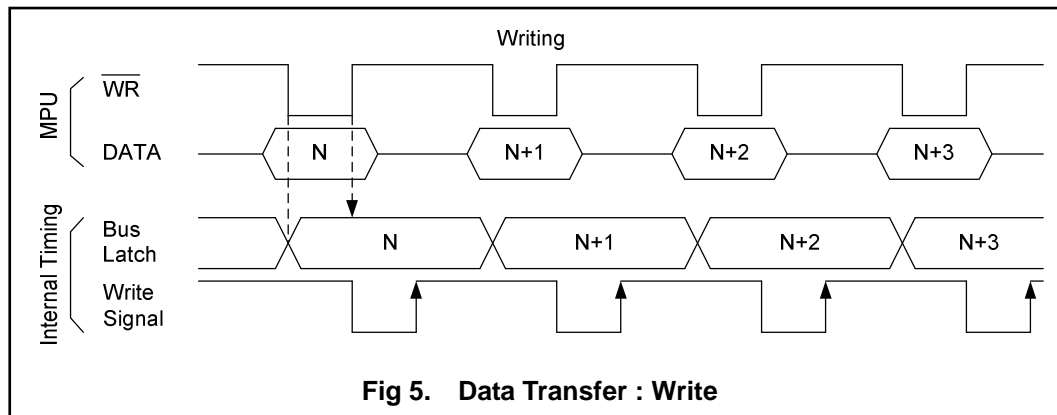 Writing
MPU
WR
DATA
N
N+1
N+2
N+3
Internal Timing
Bus
Latch
N
N+1
N+2
N+3
Write
Signal
Fig 5. Data Transfer : Write